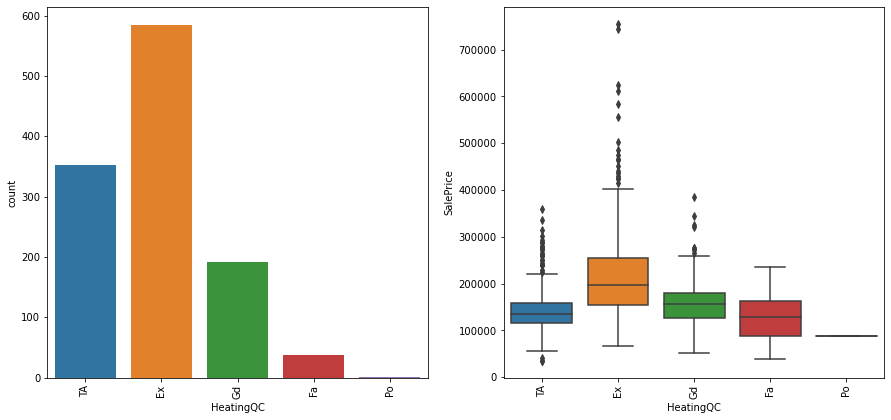 600
500
400
300
200
100
0
count
TA
Ex
Gd
Fa
Po
HeatingQC
700000
600000
500000
400000
300000
200000
100000
0
SalePrice
TA
Ex
Gd
Fa
Po
HeatingQC